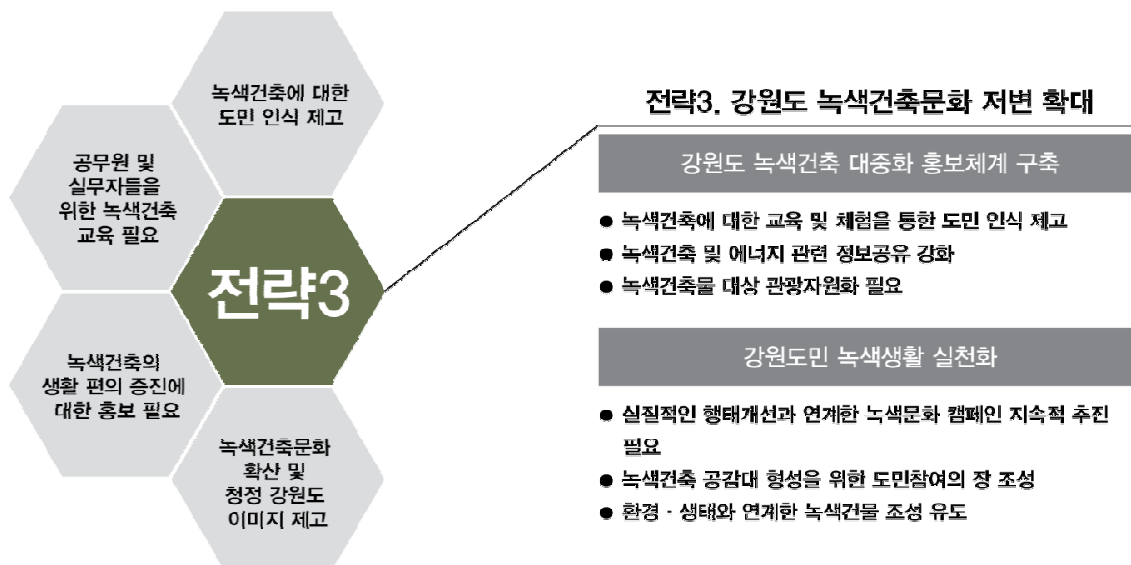 녹색건축에 대한
도민 인식 제고
공무원 및
실무자들을
위한 녹색건축
교육 필요
전략3
녹색건축의
생활 편의 증진에
대한 홍보 필요
녹색건축문화
확산 및
청정 강원도
이미지 제고
전략3. 강원도 녹색건축문화 저변 확대
강원도 녹색건축 대중화 홍보체계 구축
● 녹색건축에 대한 교육 및 체험을 통한 도민 인식 제고
● 녹색건축 및 에너지 관련 정보공유 강화
● 녹색건축물 대상 관광자원화 필요
강원도민 녹색생활 실천화
● 실질적인 행태개선과 연계한 녹색문화 캠페인 지속적 추진
필요
● 녹색건축 공감대 형성을 위한 도민참여의 장 조성
● 환경 · 생태와 연계한 녹색건물 조성 유도